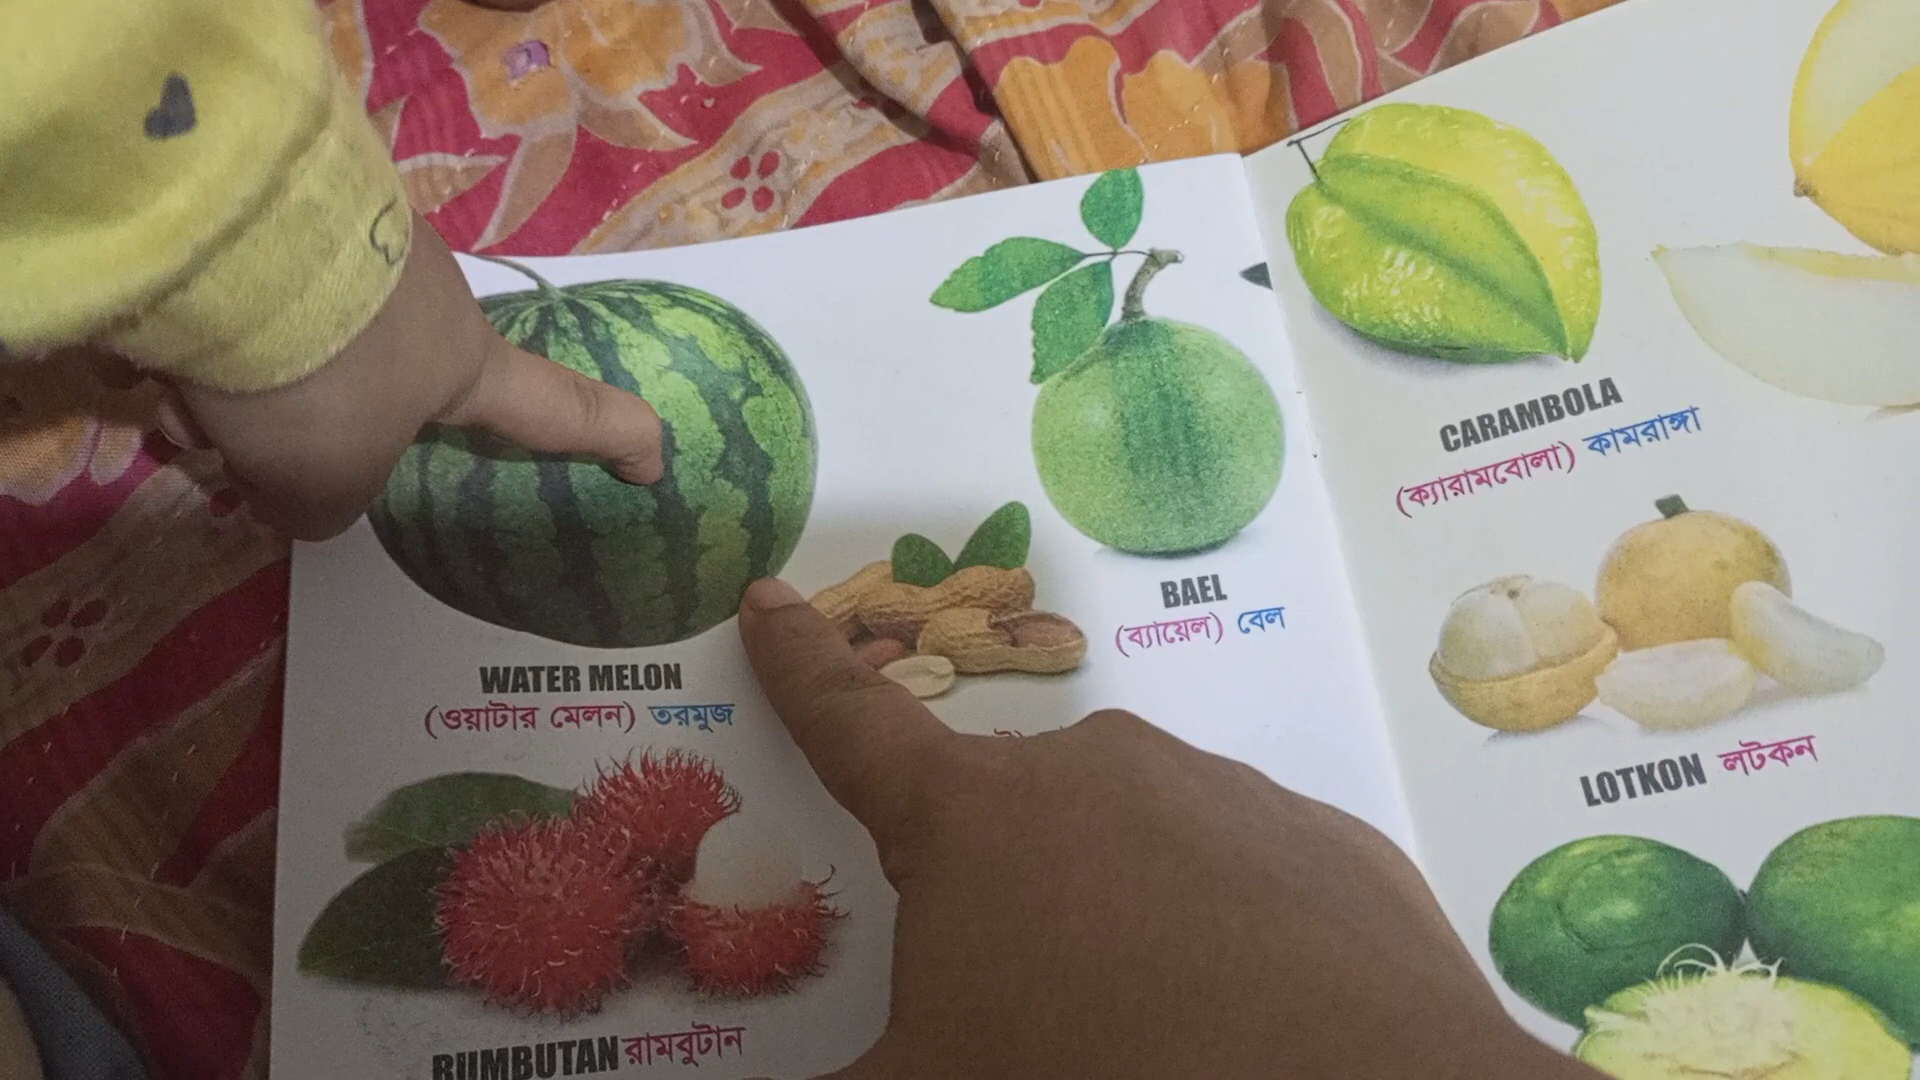 WATER MELON
(ওয়াটার মেলন) তরমুজ
BAEL
(ব্যায়েল) বেল
RUMBUTAN রামবুটান
CARAMBOLA
(ক্যারামবোলা) কামরাঙ্গা
LOTKON লটকন